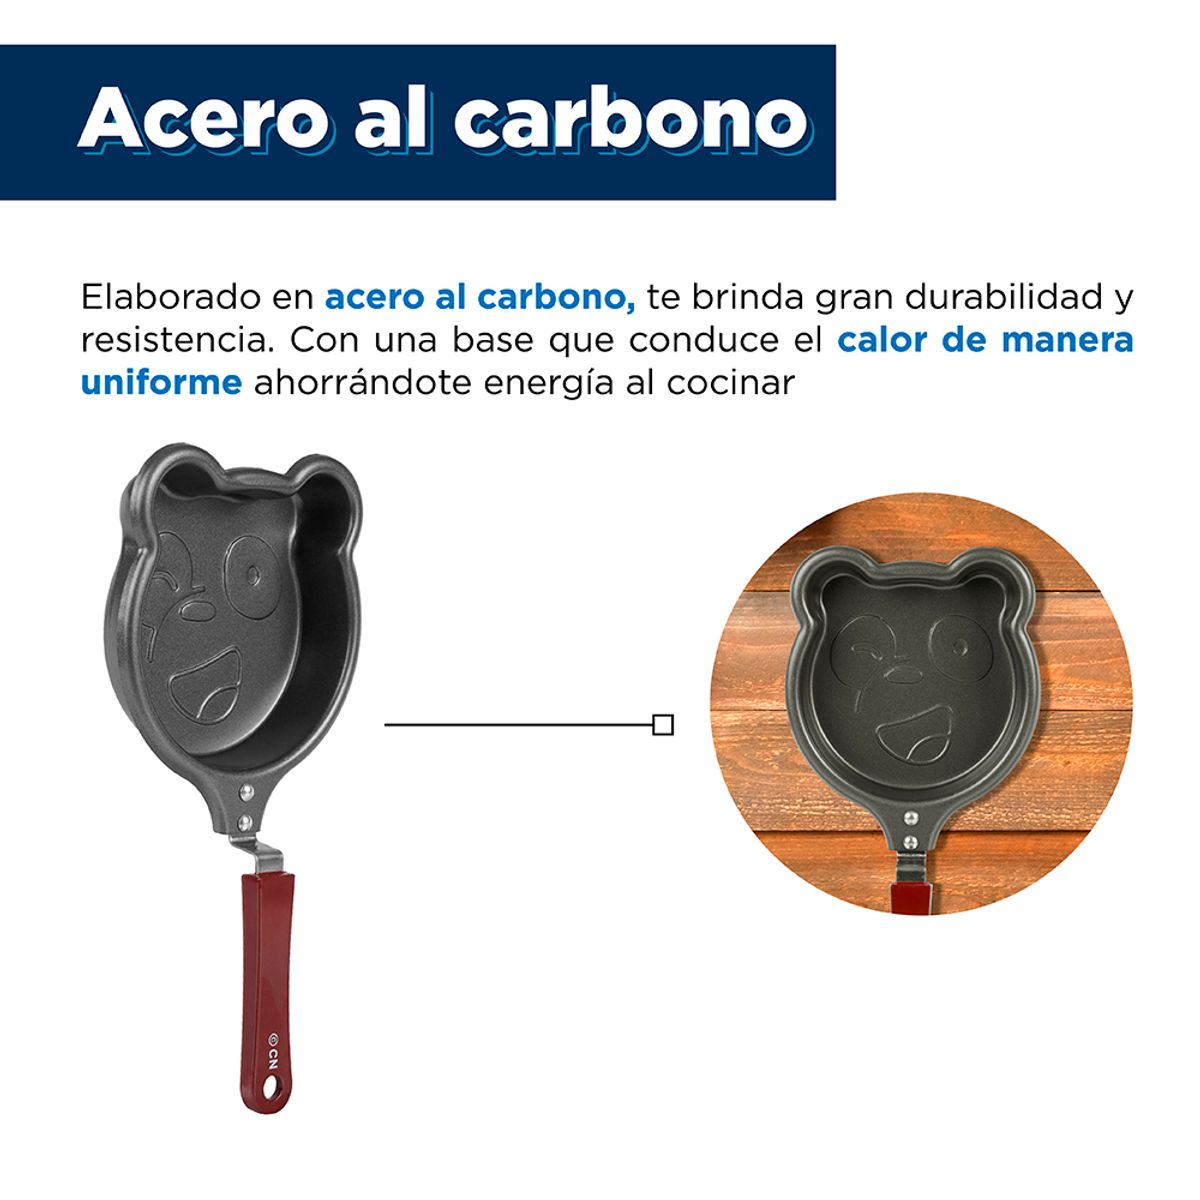 Acero al carbono
Elaborado en acero al carbono, te brinda gran durabilidad y
resistencia. Con una base que conduce el calor de manera
uniforme ahorrándote energía al cocinar
© CN